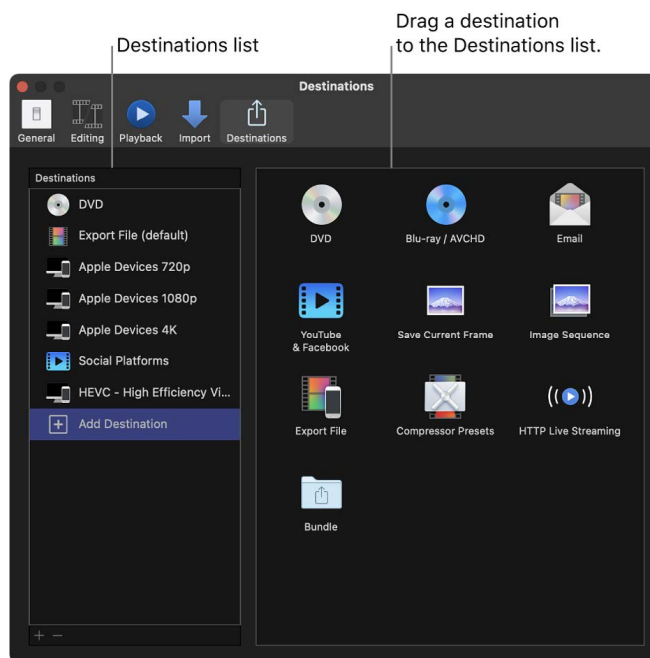 Destinations list
Drag a destination
to the Destinations list.
Destinations
General
Editing
Playback
Import
Destinations
Destinations
DVD
Export File (default)
Apple Devices 720p
Apple Devices 1080p
Apple Devices 4K
Social Platforms
HEVC - High Efficiency Vi...
Add Destination
DVD
Blu-ray / AVCHD
Email
YouTube
& Facebook
Save Current Frame
Image Sequence
Export File
Compressor Presets
HTTP Live Streaming
Bundle